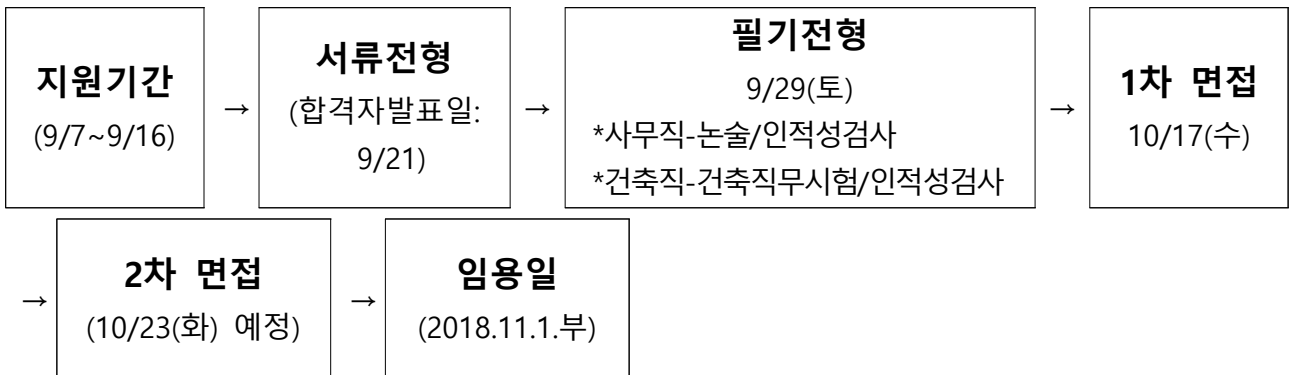 지원기간
(9/7~9/16)
→
서류전형
(합격자발표일:
9/21)
→
필기전형
9/29(토)
*사무직-논술/인적성검사
*건축직-건축직무시험/인적성검사
→
1차 면접
10/17(수)
→
2차 면접
(10/23(화) 예정)
→
임용일
(2018.11.1.부)